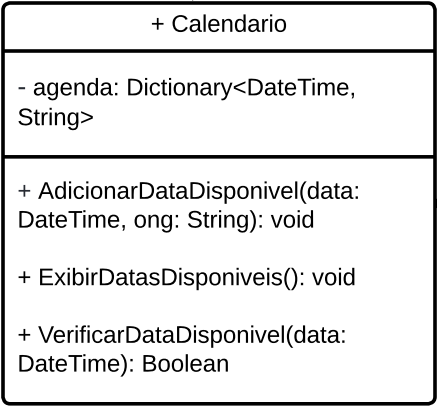 + Calendario
- agenda: Dictionary<DateTime,
String>
+ AdicionarDataDisponivel(data:
DateTime, ong: String): void
+ ExibirDatasDisponiveis(): void
+ VerificarDataDisponivel(data:
DateTime): Boolean